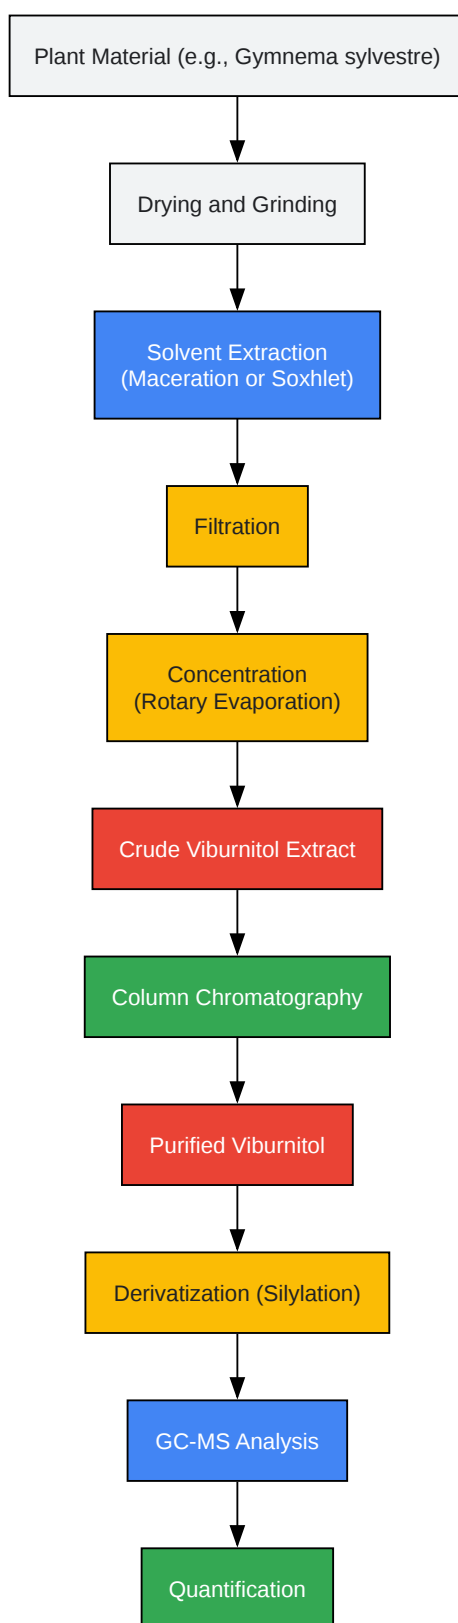 Plant Material (e.g., Gymnema sylvestre)
Drying and Grinding
Solvent Extraction
(Maceration or Soxhlet)
Filtration
Concentration
(Rotary Evaporation)
Crude Viburnitol Extract
Column Chromatography
Purified Viburnitol
Derivatization (Silylation)
GC-MS Analysis
Quantification